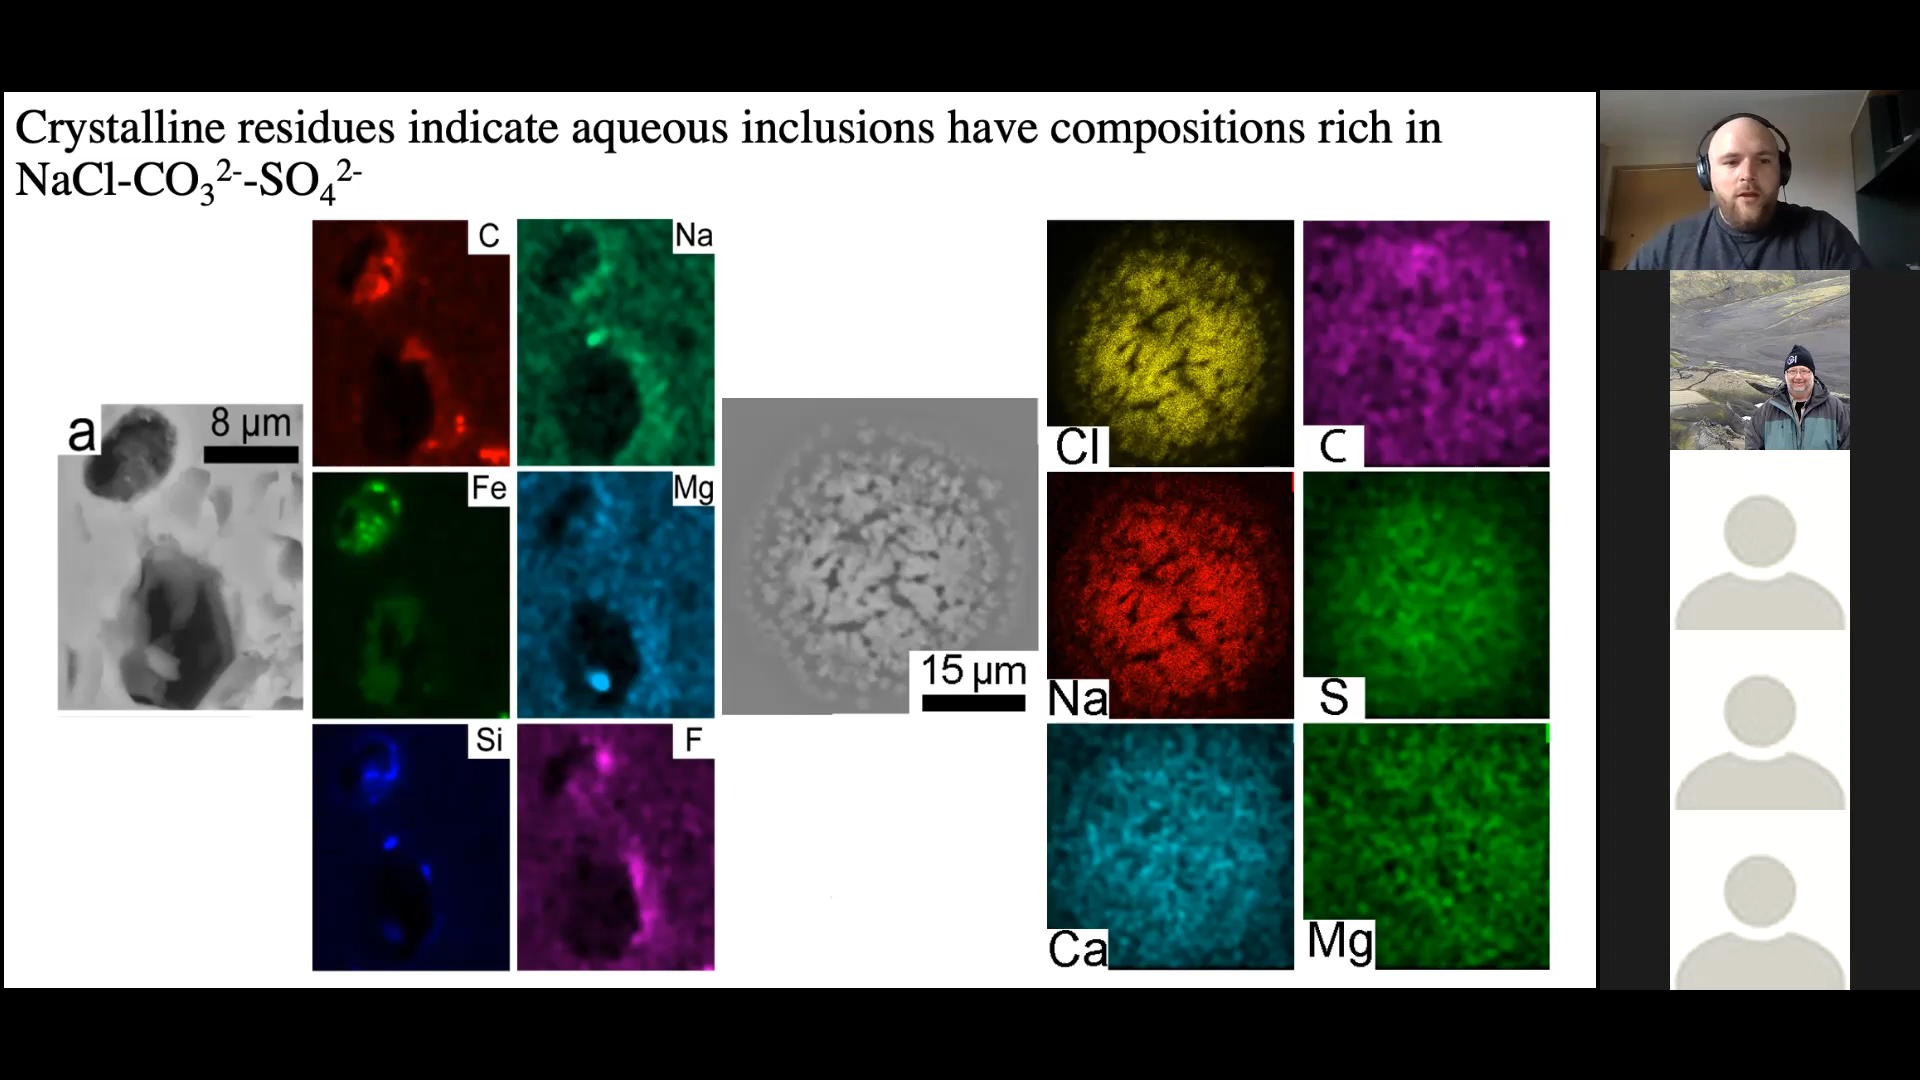 Crystalline residues indicate aqueous inclusions have compositions rich in
NaCl-CO₃²⁻-SO₄²⁻
a
8 µm
C
Na
Fe
Mg
Si
F
15 µm
Cl
C
Na
S
Ca
Mg